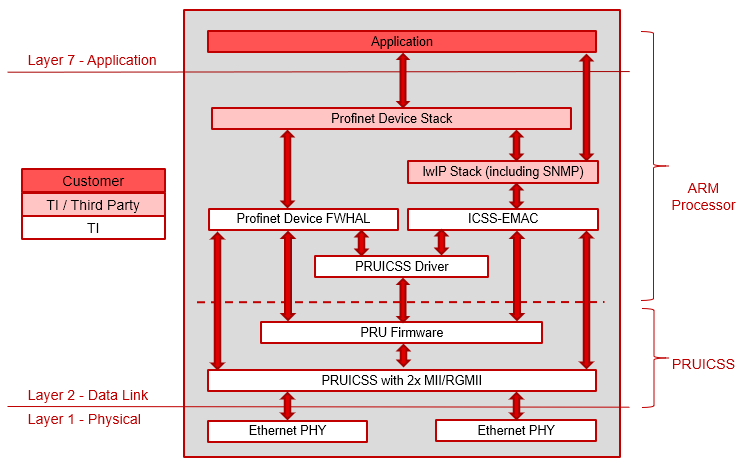 Application
Layer 7 - Application
Profinet Device Stack
lwIP Stack (including SNMP)
Customer
TI / Third Party
TI
ARM
Processor
Profinet Device FWHAL
ICSS-EMAC
PRUICSS Driver
PRU Firmware
PRUICSS
PRUICSS with 2x MII/RGMII
Layer 2 - Data Link
Layer 1 - Physical
Ethernet PHY
Ethernet PHY